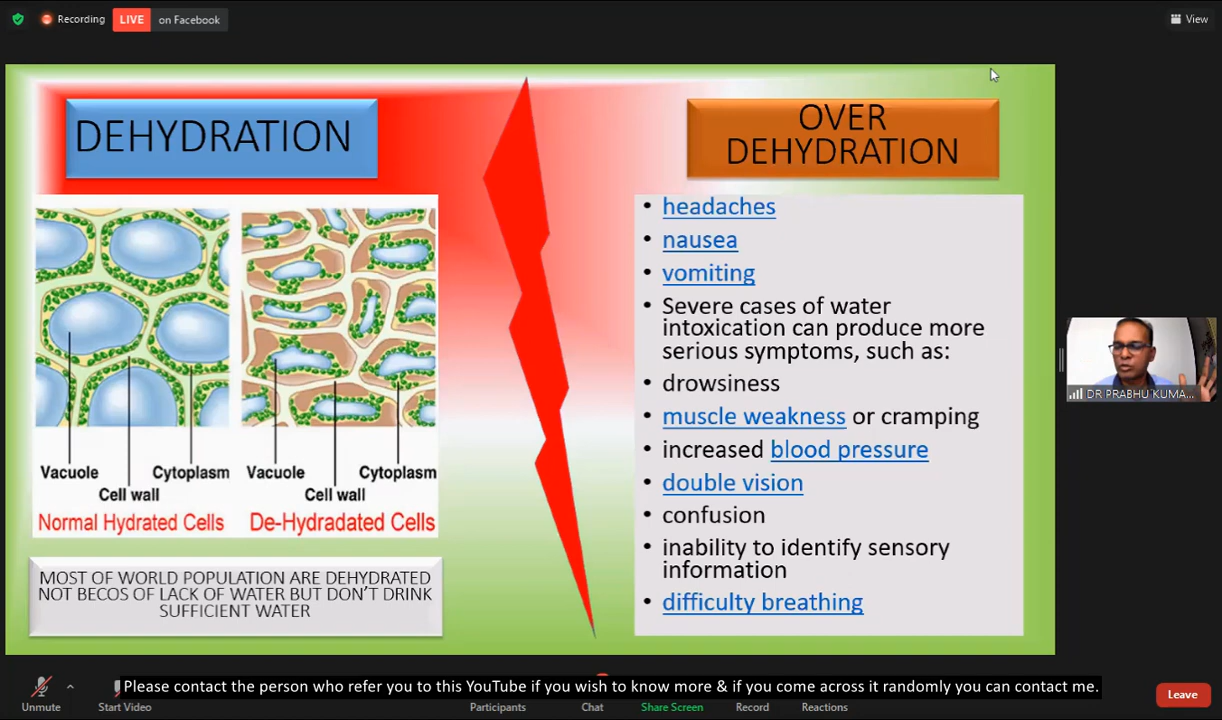 Recording
LIVE
on Facebook
View
DEHYDRATION
OVER
DEHYDRATION
Vacuole
Cytoplasm
Cell wall
Normal Hydrated Cells
Vacuole
Cytoplasm
Cell wall
De-Hydradated Cells
MOST OF WORLD POPULATION ARE DEHYDRATED
NOT BECOS OF LACK OF WATER BUT DON'T DRINK
SUFFICIENT WATER
• headaches
• nausea
• vomiting
• Severe cases of water
intoxication can produce more
serious symptoms, such as:
• drowsiness
• muscle weakness or cramping
• increased blood pressure
• double vision
• confusion
• inability to identify sensory
information
• difficulty breathing
DR PRABHU KUMA...
Please contact the person who refer you to this YouTube if you wish to know more & if you come across it randomly you can contact me.
Unmute
Start Video
Participants
Chat
Share Screen
Record
Reactions
Leave